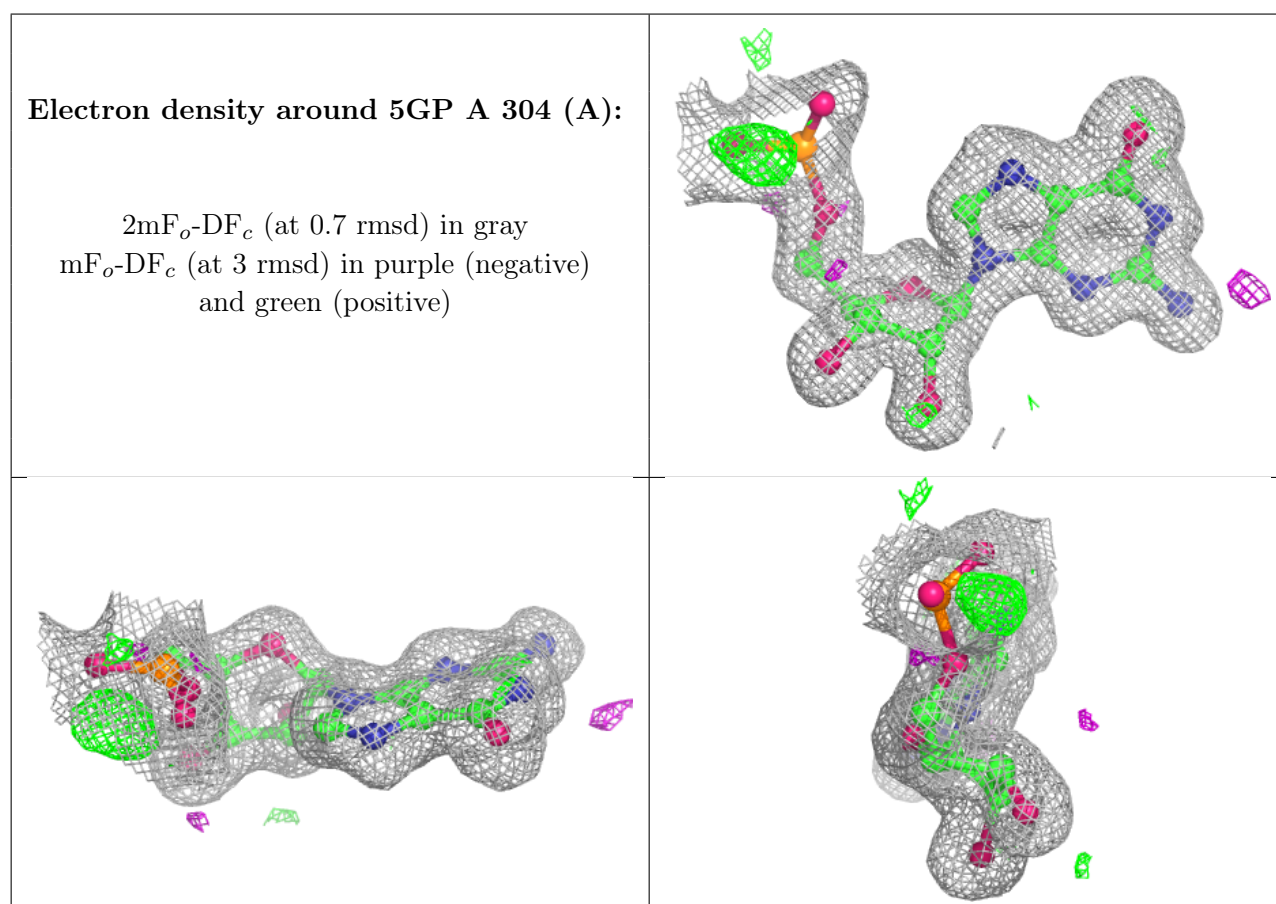 Electron density around 5GP A 304 (A):
2mFo-DFc (at 0.7 rmsd) in gray
mFo-DFc (at 3 rmsd) in purple (negative)
and green (positive)